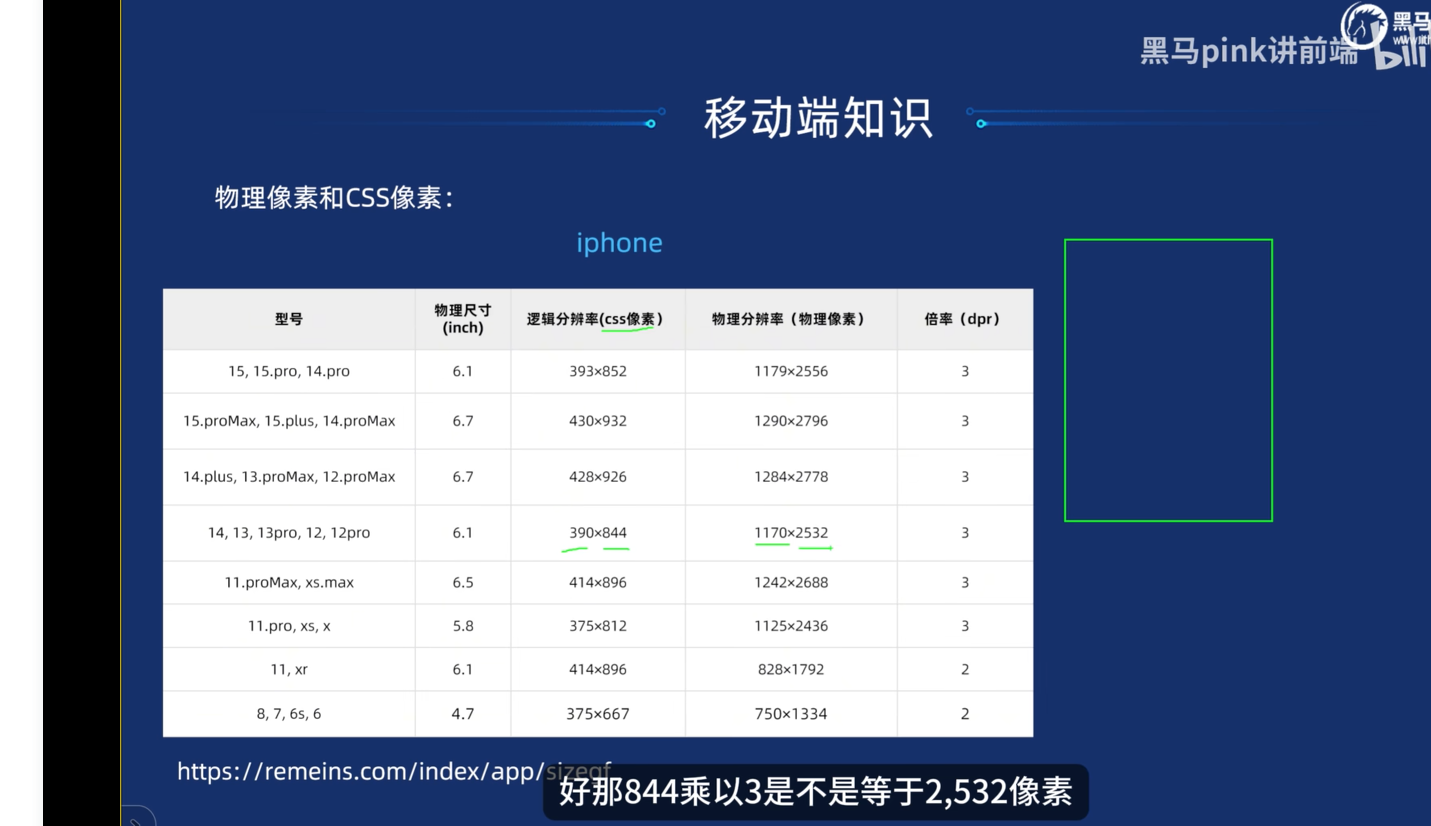 黑马
黑马pink讲前端
bili
移动端知识
物理像素和CSS像素：
iphone
型号 物理尺寸(inch) 逻辑分辨率(css像素) 物理分辨率（物理像素） 倍率（dpr）
15, 15.pro, 14.pro 6.1 393×852 1179×2556 3
15.proMax, 15.plus, 14.proMax 6.7 430×932 1290×2796 3
14.plus, 13.proMax, 12.proMax 6.7 428×926 1284×2778 3
14, 13, 13pro, 12, 12pro 6.1 390×844 1170×2532 3
11.proMax, xs.max 6.5 414×896 1242×2688 3
11.pro, xs, x 5.8 375×812 1125×2436 3
11, xr 6.1 414×896 828×1792 2
8, 7, 6s, 6 4.7 375×667 750×1334 2
https://remeins.com/index/app/
好那844乘以3是不是等于2,532像素